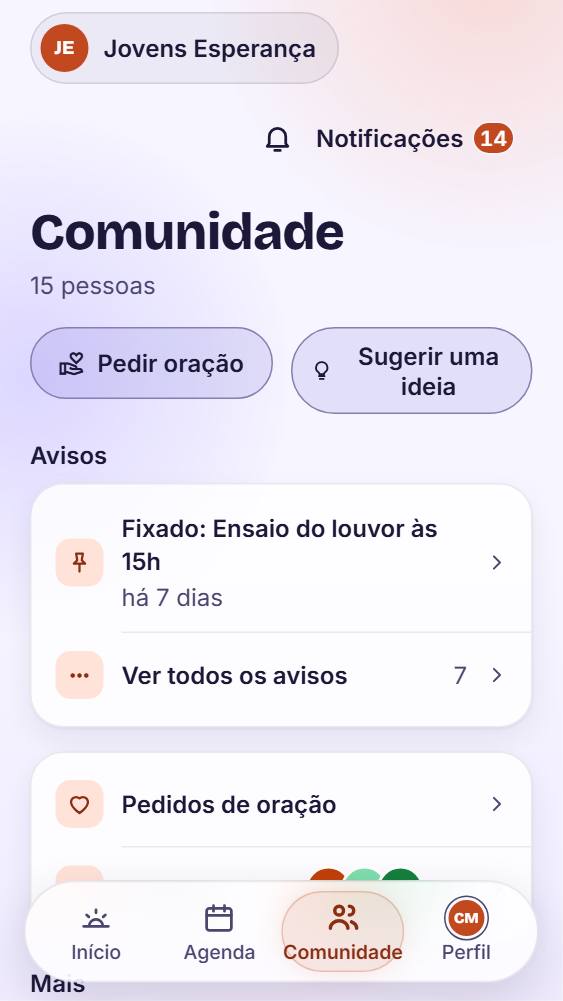 JE Jovens Esperança
Notificações 14
Comunidade
15 pessoas
Pedir oração
Sugerir uma
ideia
Avisos
Fixado: Ensaio do louvor às
15h
há 7 dias
Ver todos os avisos 7
Pedidos de oração
CM
Início Agenda Comunidade Perfil
Mais